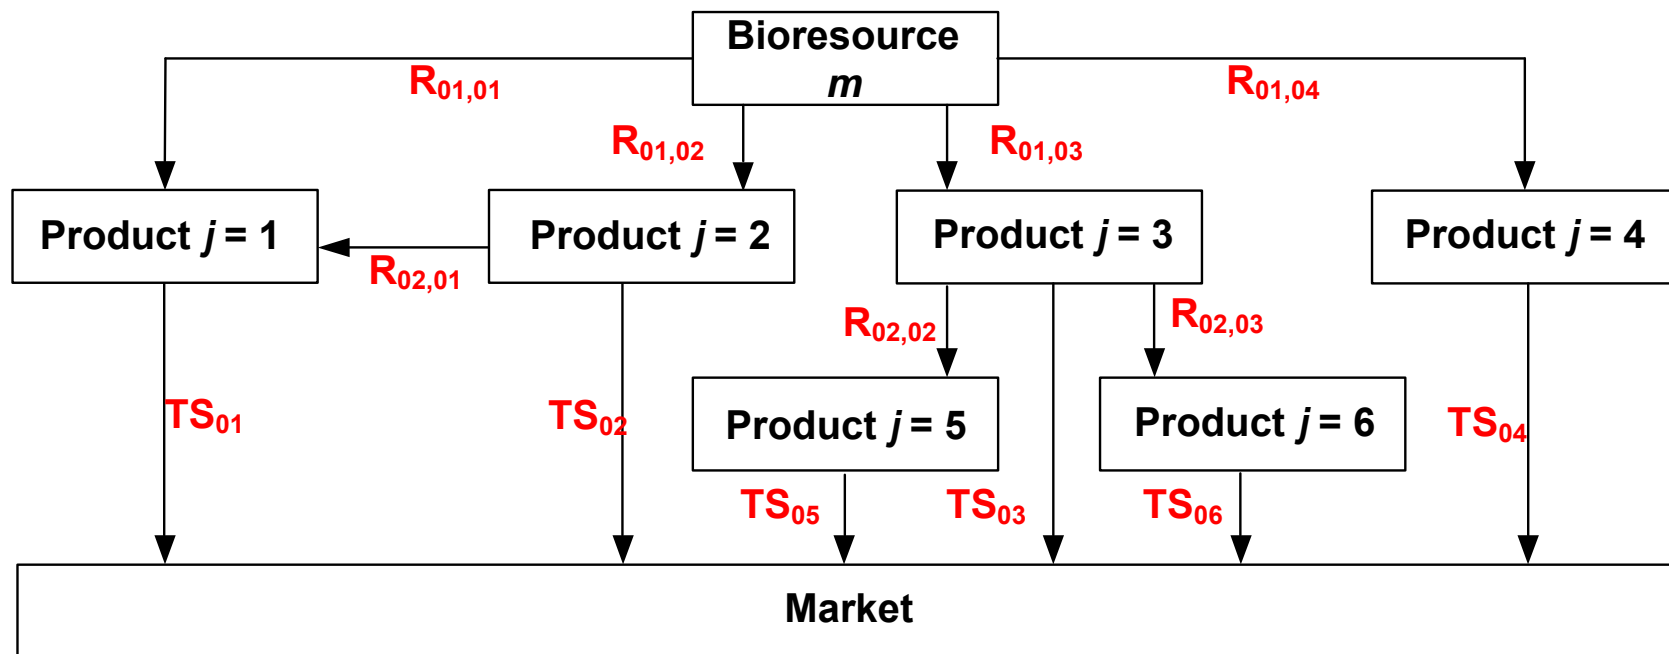 Bioresource
m
R01,01
R01,04
R01,02
R01,03
Product j = 1
Product j = 2
Product j = 3
Product j = 4
R02,01
R02,02
R02,03
TS01
TS02
Product j = 5
Product j = 6
TS04
TS05
TS03
TS06
Market